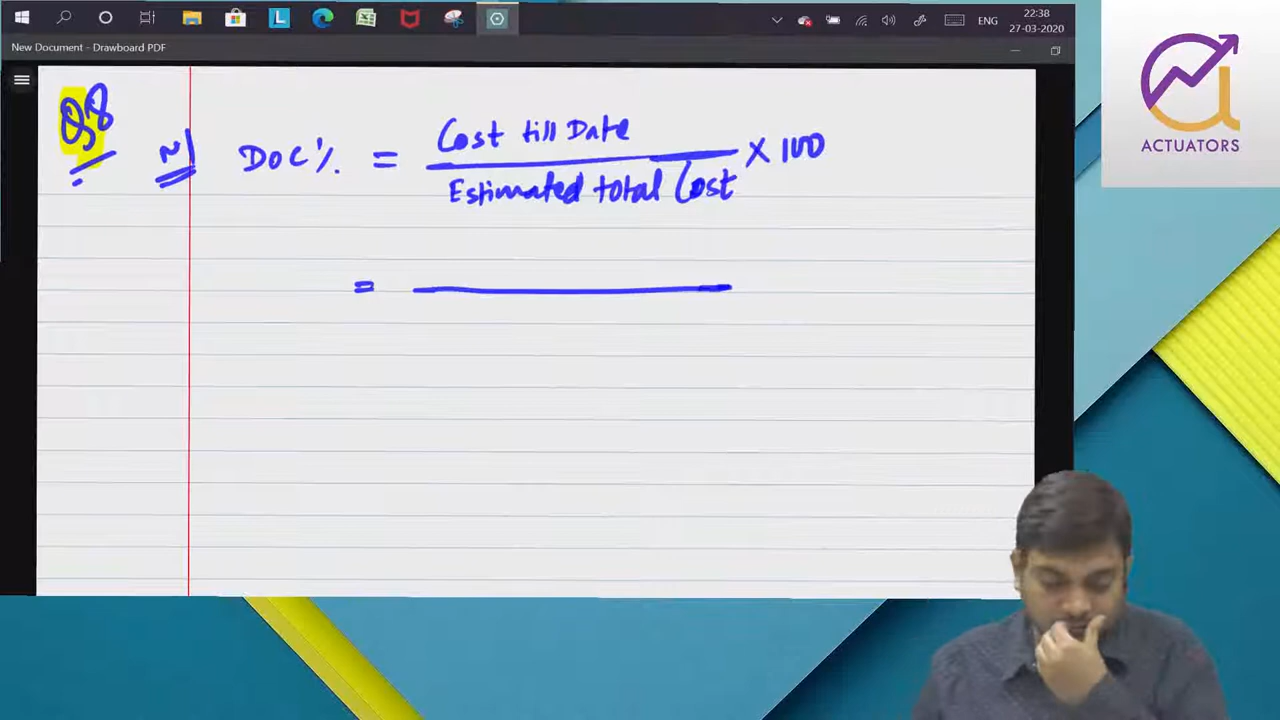 22:38
ENG
27-03-2020
New Document - Drawboard PDF
ACTUATORS
Q8
N1 DOC% = Cost till Date
Estimated total Cost × 100
=